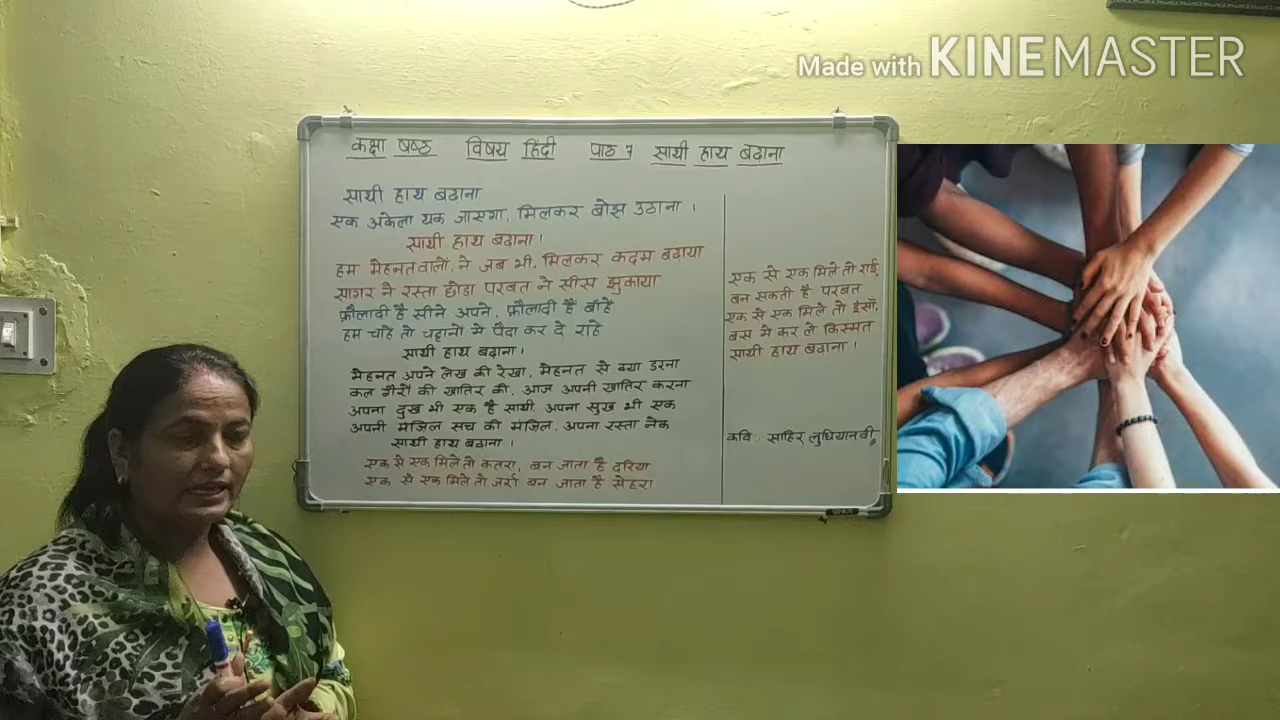 Made with KINEMASTER
कक्षा षष्ठ विषय हिंदी पाठ 7 साथी हाथ बढ़ाना
साथी हाथ बढाना
एक अकेला थक जाएगा, मिलकर बोझ उठाना ।
साथी हाथ बढ़ाना ।
हम मेहनतवालों ने जब भी, मिलकर कदम बढ़ाया
सागर ने रस्ता छोडा परबत ने सीस झुकाया
फ़ौलादी है सीने अपने, फ़ौलादी हैं बाँहें
हम चाहें तो चट्टानों में पैदा कर दे राहें
साथी हाथ बढ़ाना ।
मेहनत अपने लेख की रेखा, मेहनत से क्या डरना
कल गैरों की खातिर की, आज अपनी खातिर करना
अपना दुख भी एक है साथी अपना सुख भी एक
अपनी मंजिल सच की मंजिल, अपना रस्ता नेक
साथी हाथ बढ़ाना ।
एक से एक मिले तो कतरा, बन जाता है दरिया
एक से एक मिले तो जर्रा बन जाता है सेहरा
एक से एक मिले तो राई,
बन सकती है परबत
एक से एक मिले तो इंसाँ,
बस में कर ले किस्मत
साथी हाथ बढाना ।
कवि - साहिर लुधियानवी,